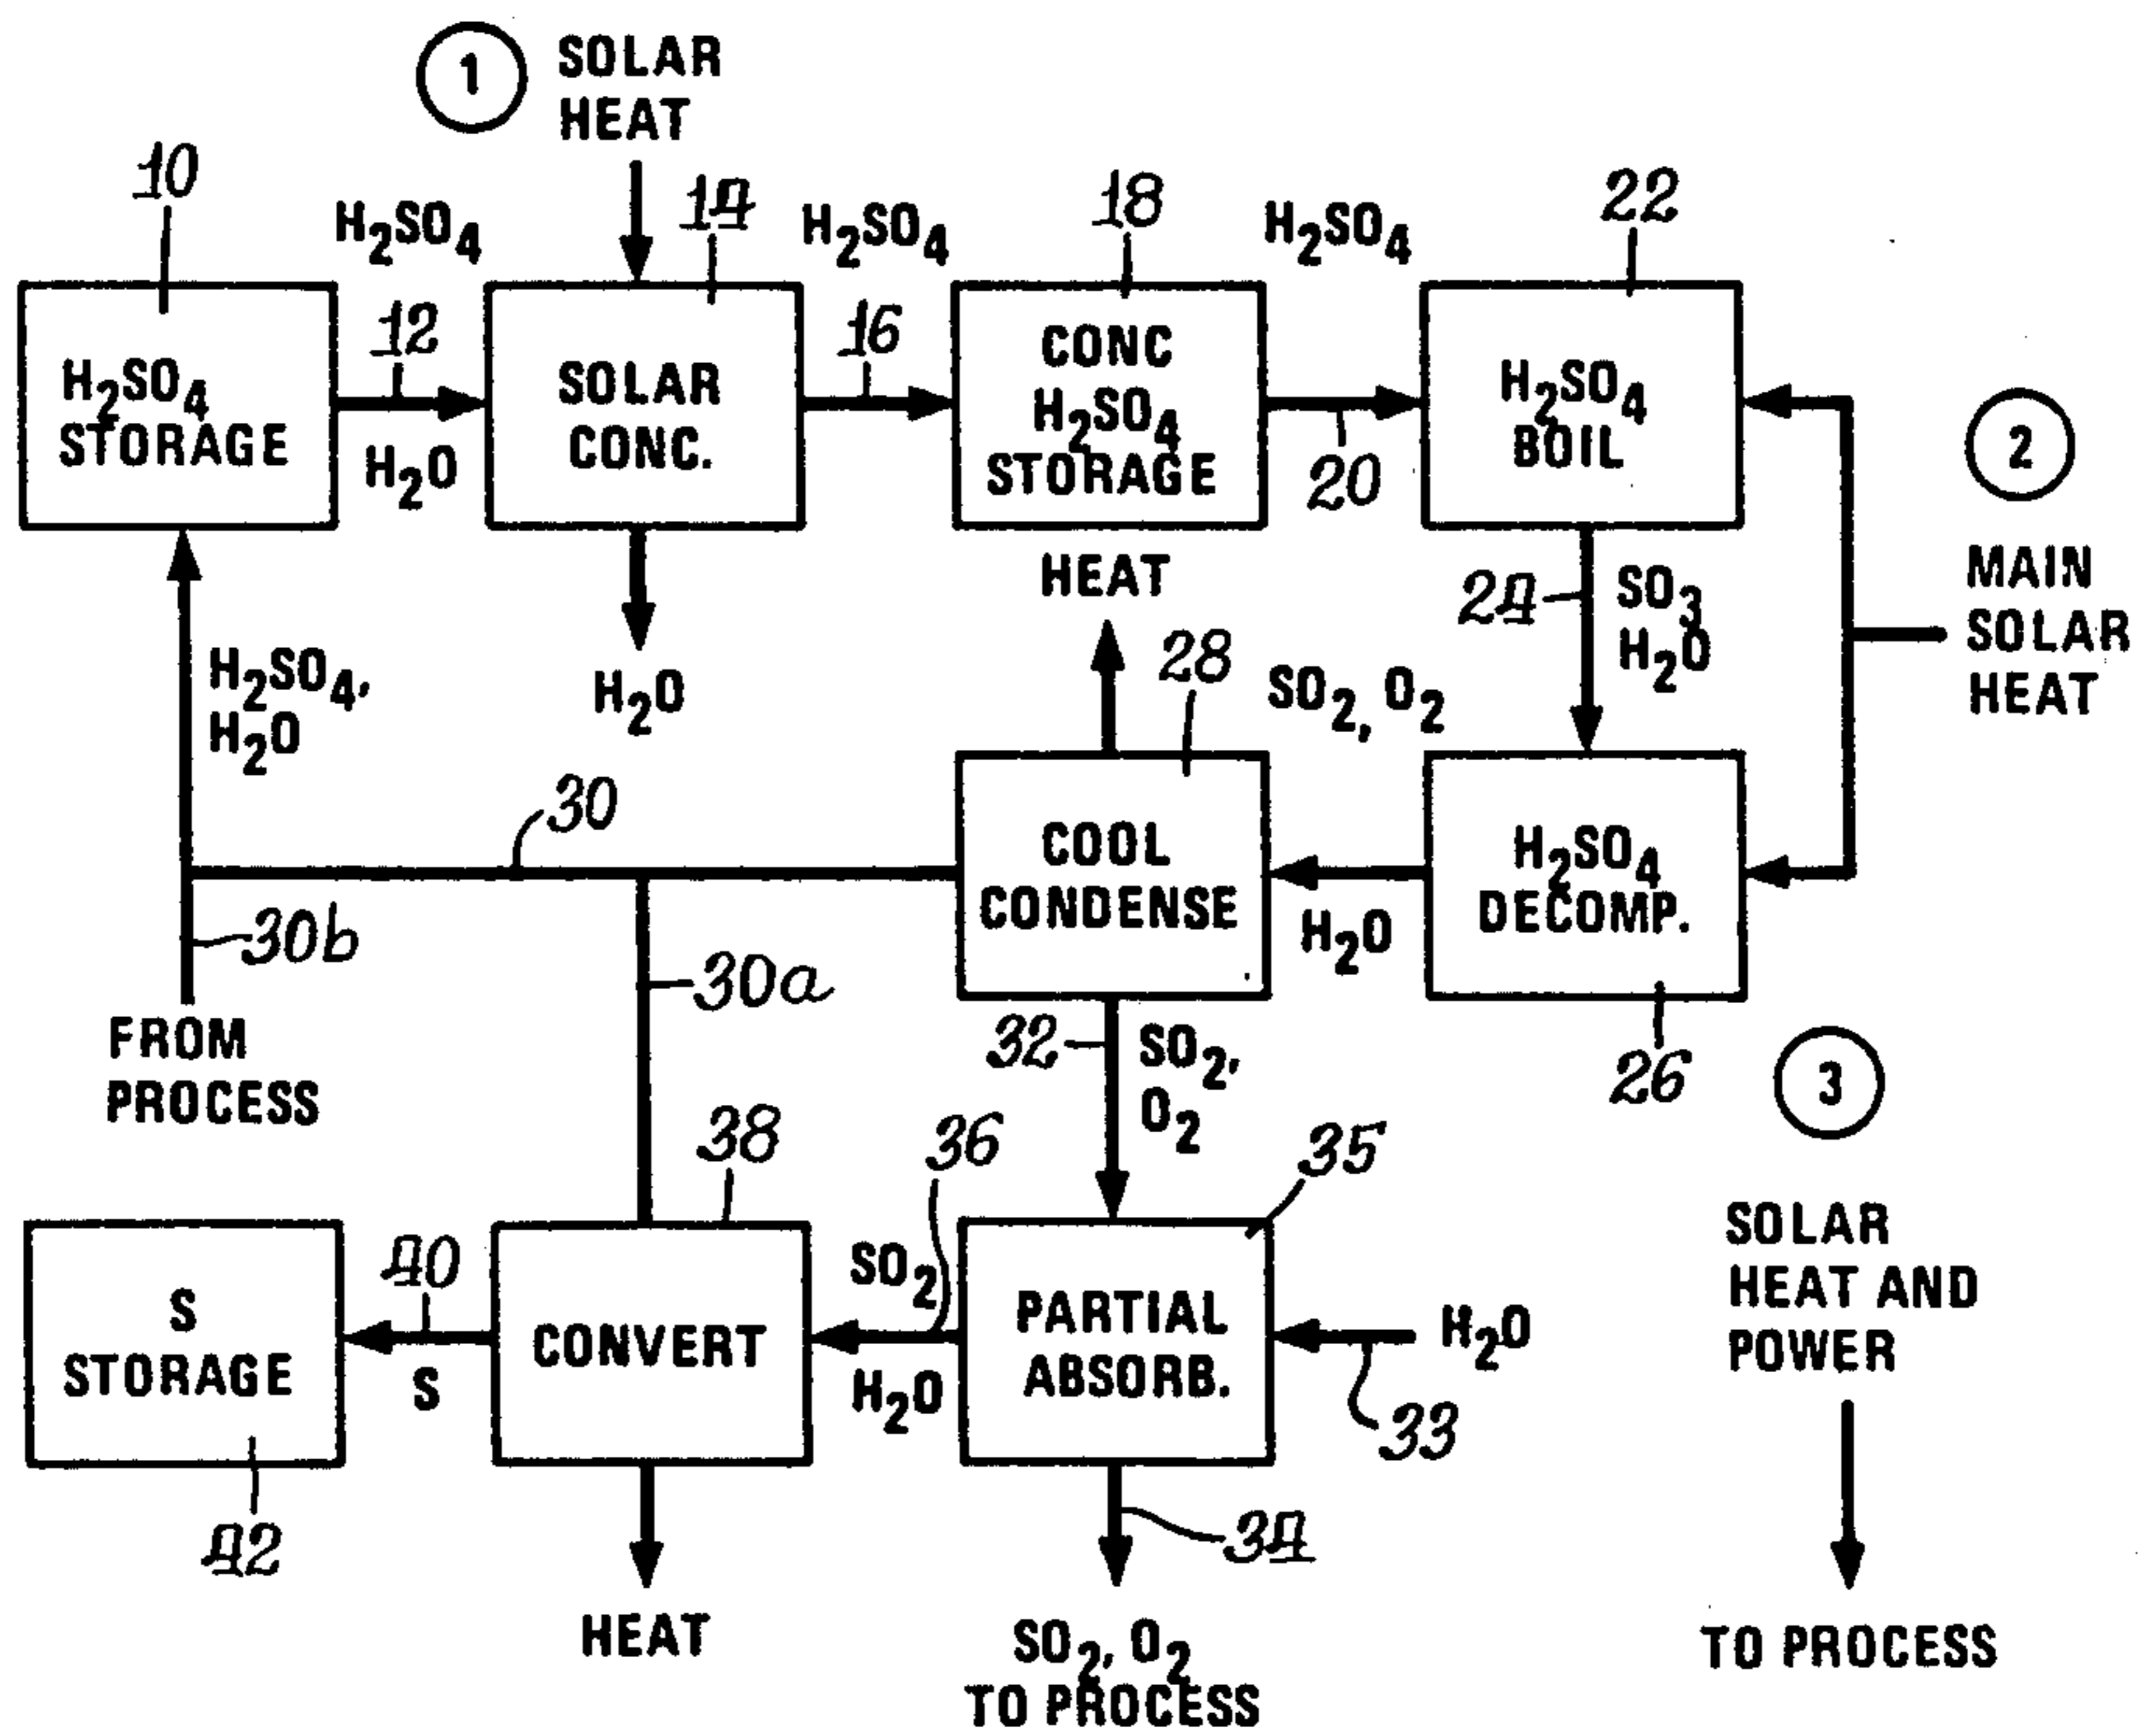 1
SOLAR
HEAT
10
H2SO4
14
H2SO4
18
H2SO4
22
12
16
H2SO4
STORAGE
H2O
SOLAR
CONC.
CONC
H2SO4
STORAGE
20
H2SO4
BOIL
2
MAIN
SOLAR
HEAT
HEAT
24
SO3
H2O
H2SO4,
H2O
H2O
28
SO2, O2
30
COOL
CONDENSE
H2O
H2SO4
DECOMP.
30b
30a
FROM
PROCESS
32
SO2,
O2
26
3
38
36
35
S
STORAGE
40
S
CONVERT
SO2
H2O
PARTIAL
ABSORB.
H2O
33
SOLAR
HEAT AND
POWER
42
34
HEAT
SO2, O2
TO PROCESS
TO PROCESS